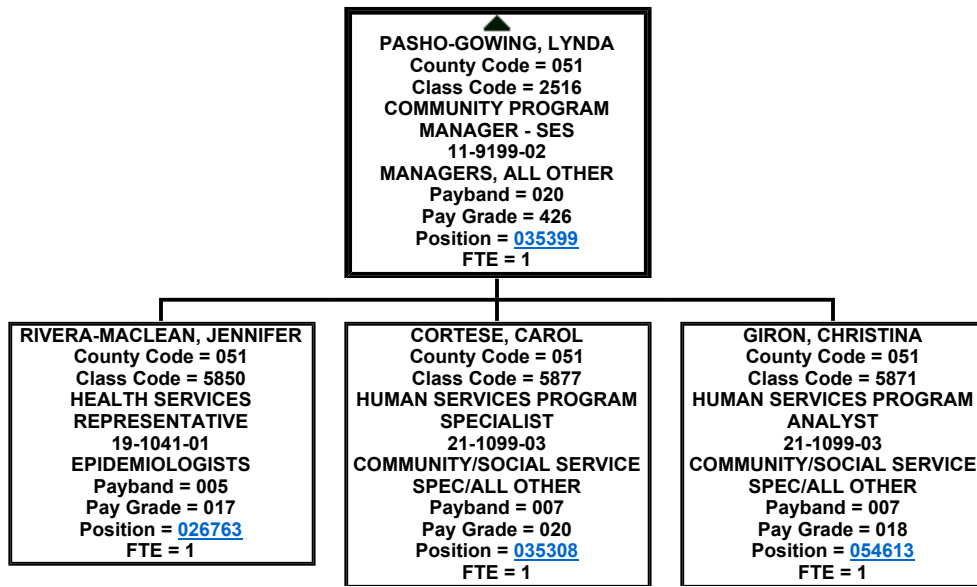 PASHO-GOWING, LYNDA
County Code = 051
Class Code = 2516
COMMUNITY PROGRAM
MANAGER - SES
11-9199-02
MANAGERS, ALL OTHER
Payband = 020
Pay Grade = 426
Position = 035399
FTE = 1
RIVERA-MACLEAN, JENNIFER
County Code = 051
Class Code = 5850
HEALTH SERVICES
REPRESENTATIVE
19-1041-01
EPIDEMIOLOGISTS
Payband = 005
Pay Grade = 017
Position = 026763
FTE = 1
CORTESE, CAROL
County Code = 051
Class Code = 5877
HUMAN SERVICES PROGRAM
SPECIALIST
21-1099-03
COMMUNITY/SOCIAL SERVICE
SPEC/ALL OTHER
Payband = 007
Pay Grade = 020
Position = 035308
FTE = 1
GIRON, CHRISTINA
County Code = 051
Class Code = 5871
HUMAN SERVICES PROGRAM
ANALYST
21-1099-03
COMMUNITY/SOCIAL SERVICE
SPEC/ALL OTHER
Payband = 007
Pay Grade = 018
Position = 054613
FTE = 1